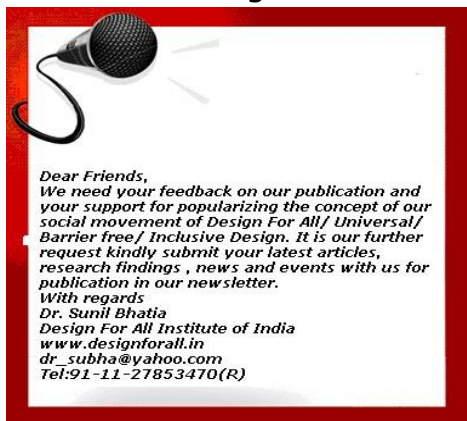 Dear Friends,
We need your feedback on our publication and
your support for popularizing the concept of our
social movement of Design For All/ Universal/
Barrier free/ Inclusive Design. It is our further
request kindly submit your latest articles,
research findings , news and events with us for
publication in our newsletter.
With regards
Dr. Sunil Bhatia
Design For All Institute of India
www.designforall.in
dr_subha@yahoo.com
Tel:91-11-27853470(R)